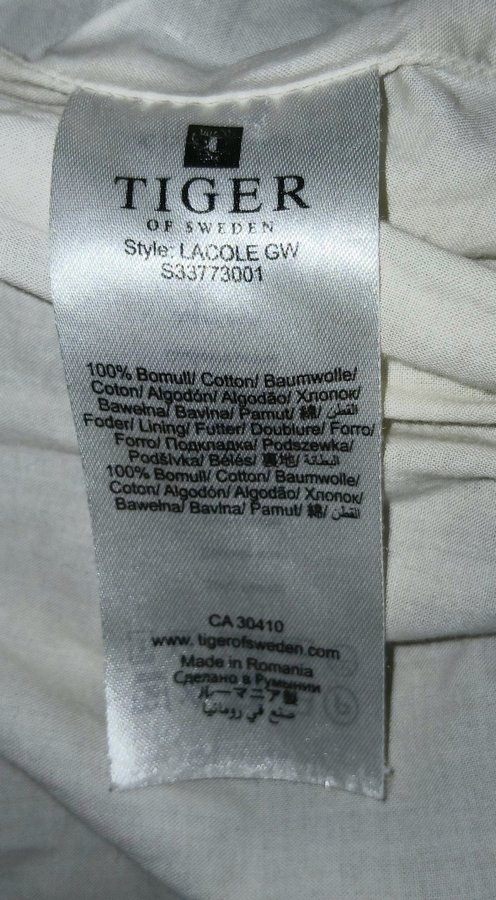 TIGER
OF SWEDEN
Style: LACOLE GW
S33773001
100% Bomull/ Cotton/ Baumwolle/
Coton/ Algodón/ Algodão/ Хлопок/
Bawełna/ Bavlna/ Pamut/ 綿/ القطن/
Foder/ Lining/ Futter/ Doublure/ Forro/
Forro/ Подкладка/ Podszewka/
Podšívka/ Bélés/ 裏地/ البطانة/
100% Bomull/ Cotton/ Baumwolle/
Coton/ Algodón/ Algodão/ Хлопок/
Bawełna/ Bavlna/ Pamut/ 綿/ القطن/
CA 30410
www. tigerofsweden.com
Made in Romania
Сделано в Румынии
ルーマニア製
صنع في رومانيا